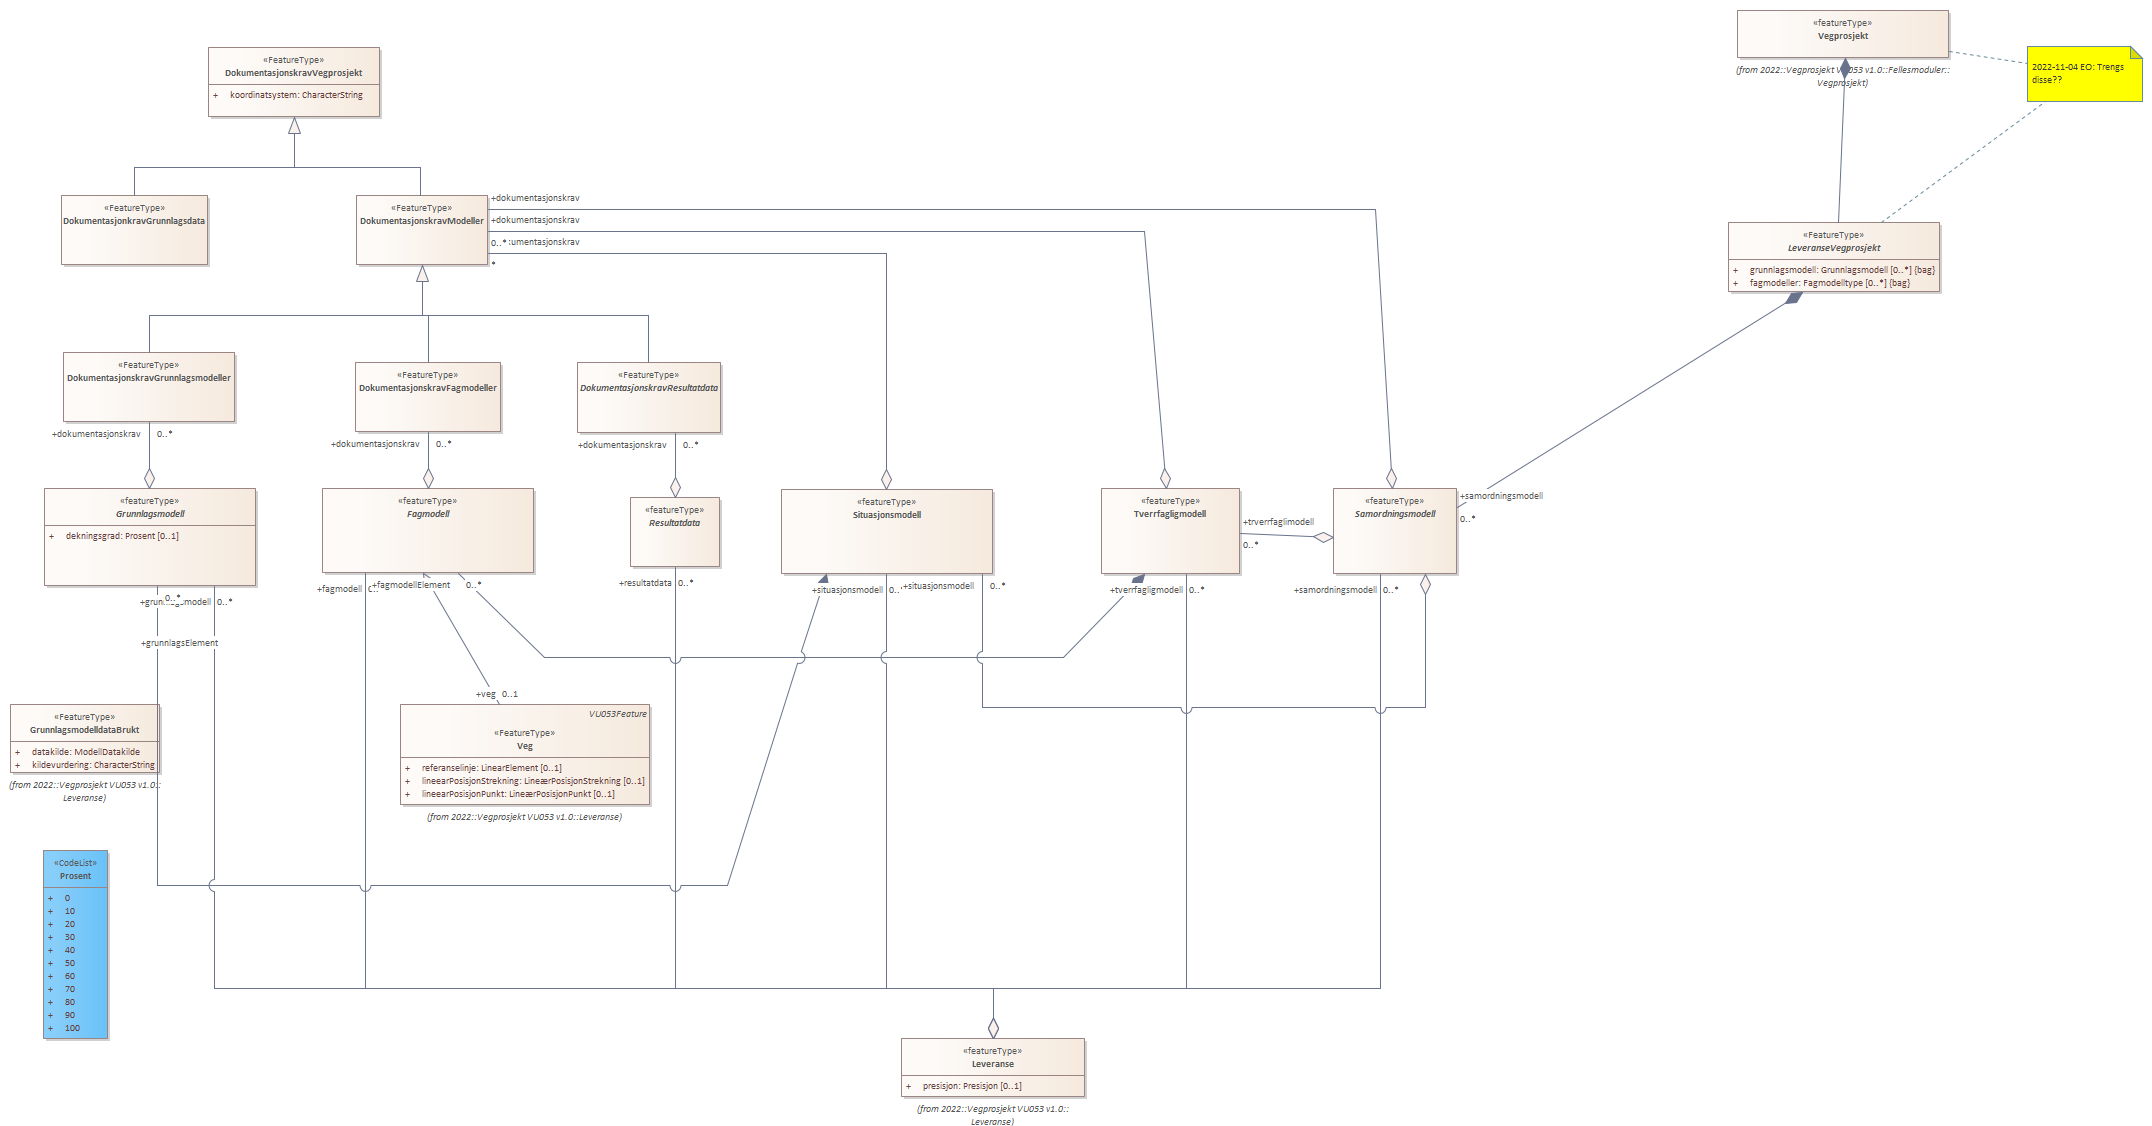 «FeatureType»
DokumentasjonskravVegprosjekt
+ koordinatsystem: CharacterString
«featureType»
Vegprosjekt
(from 2022::Vegprosjekt VU053 v1.0::Fellesmoduler::
Vegprosjekt)
2022-11-04 EO: Trengs
disse??
«FeatureType»
DokumentasjonkravGrunnlagsdata
«FeatureType»
DokumentasjonskravModeller
+dokumentasjonskrav
+dokumentasjonskrav
0..*
:umentasjonskrav
*
«FeatureType»
LeveranseVegprosjekt
+ grunnlagsmodell: Grunnlagsmodell [0..*] {bag}
+ fagmodeller: Fagmodelltype [0..*] {bag}
«FeatureType»
DokumentasjonskravGrunnlagsmodeller
+dokumentasjonskrav 0..*
«FeatureType»
DokumentasjonskravFagmodeller
+dokumentasjonskrav 0..*
«FeatureType»
DokumentasjonskravResultatdata
+dokumentasjonskrav 0..*
«featureType»
Grunnlagsmodell
+ dekningsgrad: Prosent [0..1]
«featureType»
Fagmodell
«featureType»
Resultatdata
«featureType»
Situasjonsmodell
«featureType»
Tverrfagligmodell
+trverrfaglimodell
0..*
«featureType»
Samordningsmodell
+samordningsmodell
0..*
0..*
0..*
+grunnlagsElement
+fagmodell
+fagmodellElement
0..*
+resultatdata 0..*
+situasjonsmodell 0..
+situasjonsmodell 0..*
+tverrfagligmodell 0..*
+samordningsmodell 0..*
+veg 0..1
«FeatureType»
GrunnlagsmodelldataBrukt
+ datakilde: ModellDatakilde
+ kildevurdering: CharacterString
(from 2022::Vegprosjekt VU053 v1.0::
Leveranse)
VU053Feature
«FeatureType»
Veg
+ referanselinje: LinearElement [0..1]
+ lineærPosisjonStrekning: LineærPosisjonStrekning [0..1]
+ lineærPosisjonPunkt: LineærPosisjonPunkt [0..1]
(from 2022::Vegprosjekt VU053 v1.0::Leveranse)
«CodeList»
Prosent
+ 0
+ 10
+ 20
+ 30
+ 40
+ 50
+ 60
+ 70
+ 80
+ 90
+ 100
«featureType»
Leveranse
+ presisjon: Presisjon [0..1]
(from 2022::Vegprosjekt VU053 v1.0::
Leveranse)